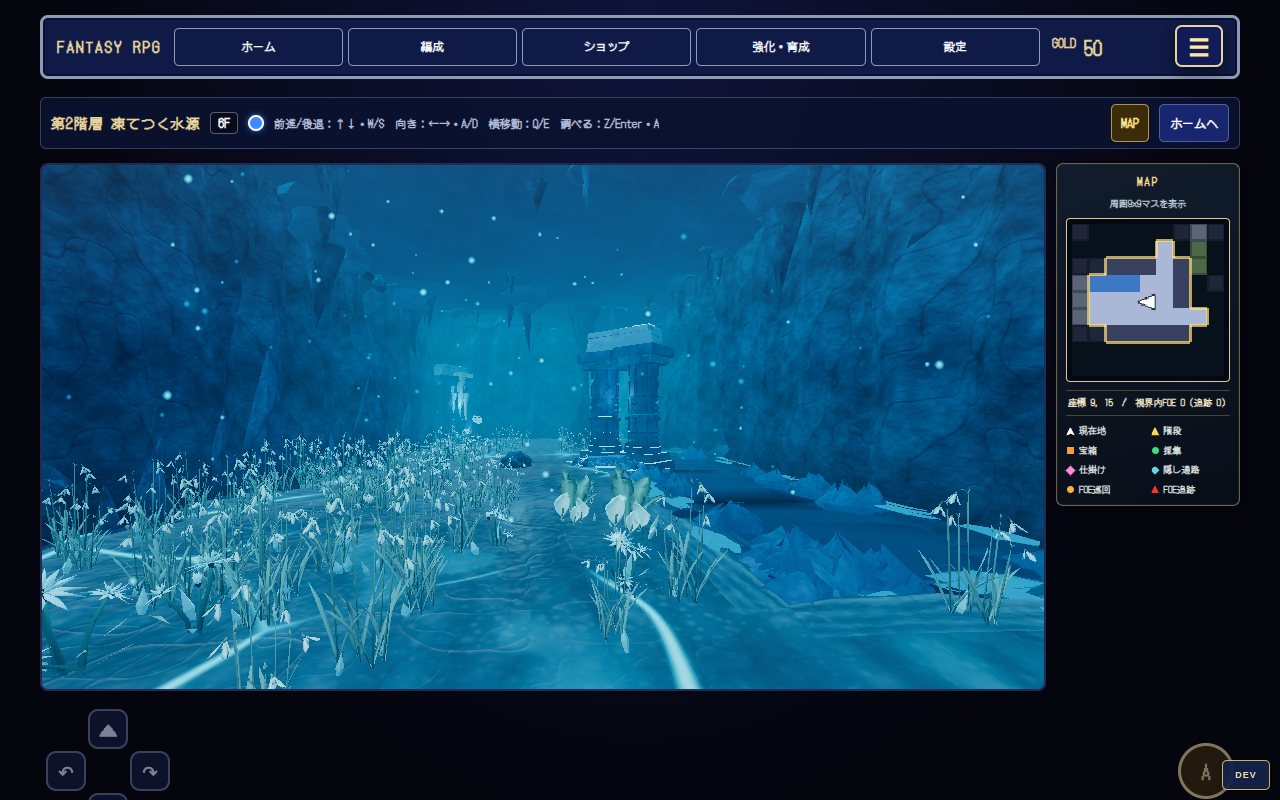 FANTASY RPG
ホーム
編成
ショップ
強化・育成
設定
GOLD 50
第2階層 凍てつく水源
6F
前進/後退：↑↓・W/S 向き：←→・A/D 横移動：Q/E 調べる：Z/Enter・A
MAP
ホームへ
MAP
周囲9x9マスを表示
座標 9, 15 / 視界内FOE 0 (追跡 0)
現在地
階段
宝箱
採集
仕掛け
隠し通路
FOE巡回
FOE追跡
A
DEV